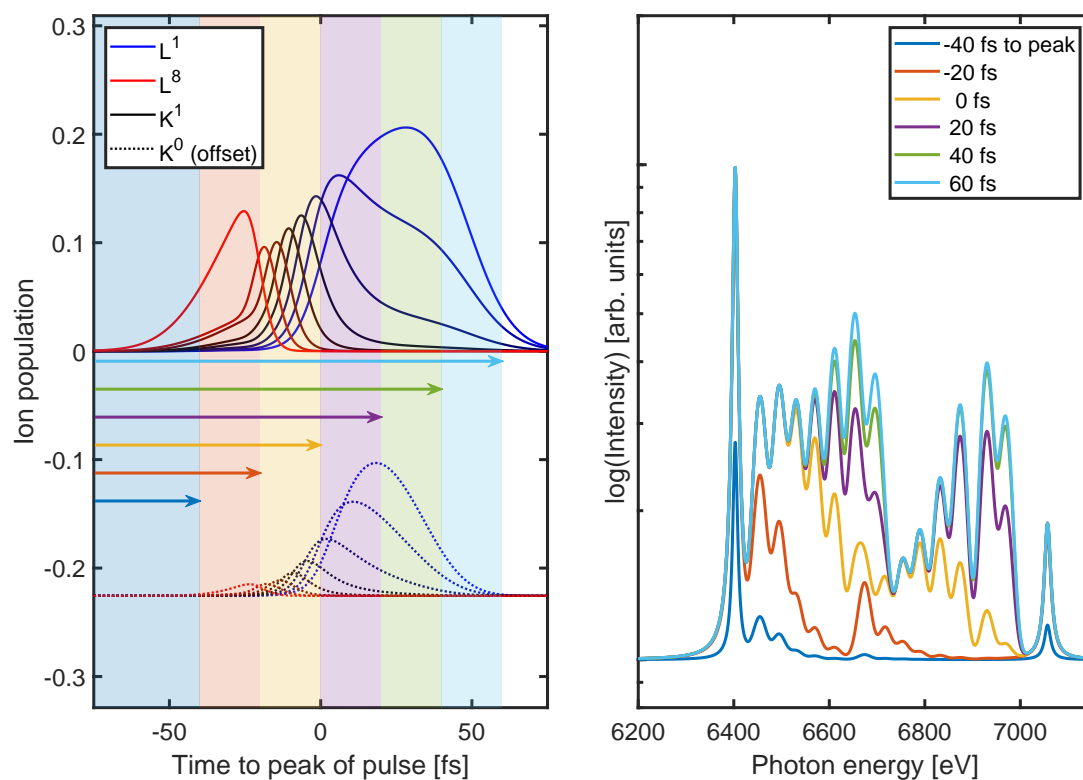 0.3
0.2
0.1
0
-0.1
-0.2
-0.3
Ion population
L¹
L⁸
K¹
K⁰ (offset)
-50
0
50
Time to peak of pulse [fs]
log(Intensity) [arb. units]
-40 fs to peak
-20 fs
0 fs
20 fs
40 fs
60 fs
6200
6400
6600
6800
7000
Photon energy [eV]